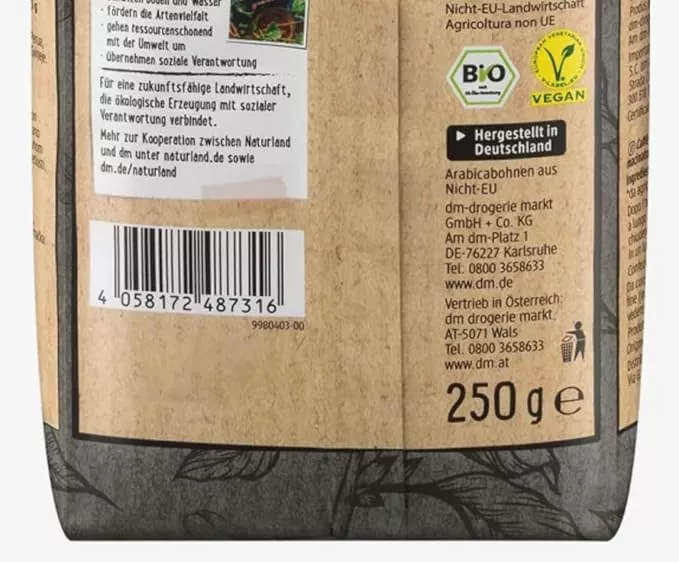 · fördern die Artenvielfalt
· gehen ressourcenschonend
mit der Umwelt um
· übernehmen soziale Verantwortung
Für eine zukunftsfähige Landwirtschaft,
die ökologische Erzeugung mit sozialer
Verantwortung verbindet.
Mehr zur Kooperation zwischen Naturland
und dm unter naturland.de sowie
dm.de/naturland
4 058172 487316
9980403-00
Nicht-EU-Landwirtschaft
Agricoltura non UE
BIO
VEGAN
Hergestellt in
Deutschland
Arabicabohnen aus
Nicht-EU
dm-drogerie markt
GmbH + Co. KG
Am dm-Platz 1
DE-76227 Karlsruhe
Tel. 0800 3658633
www.dm.de
Vertrieb in Österreich:
dm drogerie markt
AT-5071 Wals
Tel. 0800 3658633
www.dm.at
250 g e